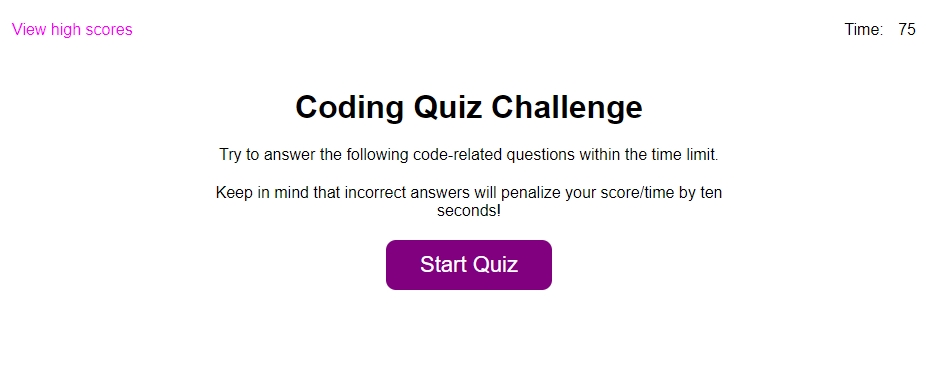 View high scores
Time: 75
Coding Quiz Challenge
Try to answer the following code-related questions within the time limit.
Keep in mind that incorrect answers will penalize your score/time by ten
seconds!
Start Quiz